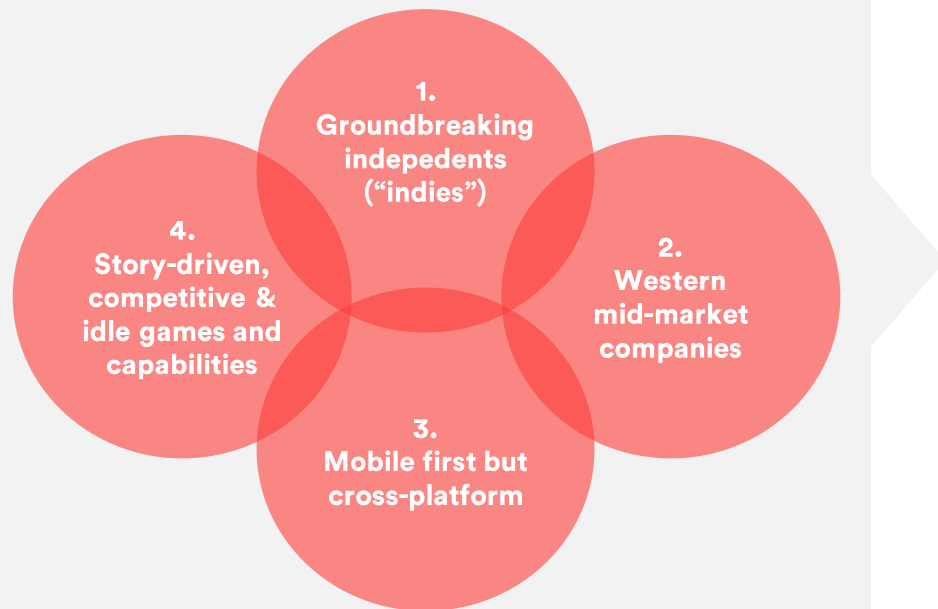 1.
Groundbreaking
indepedents
(“indies”)
2.
Western
mid-market
companies
3.
Mobile first but
cross-platform
4.
Story-driven,
competitive &
idle games and
capabilities